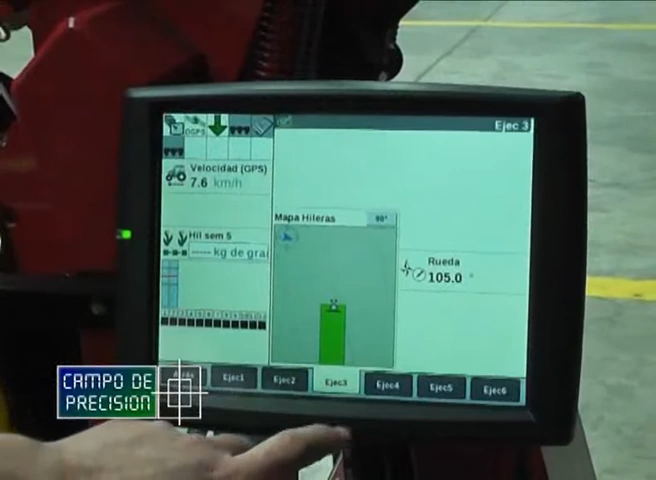 Ejec 3
DGPS
Velocidad (GPS)
7.6 km/h
Mapa Hileras
90°
Hil sem 5
----- kg de gra
Rueda
105.0 °
Atrás
Ejec1
Ejec2
Ejec3
Ejec4
Ejec5
Ejec6
CAMPO DE
PRECISION